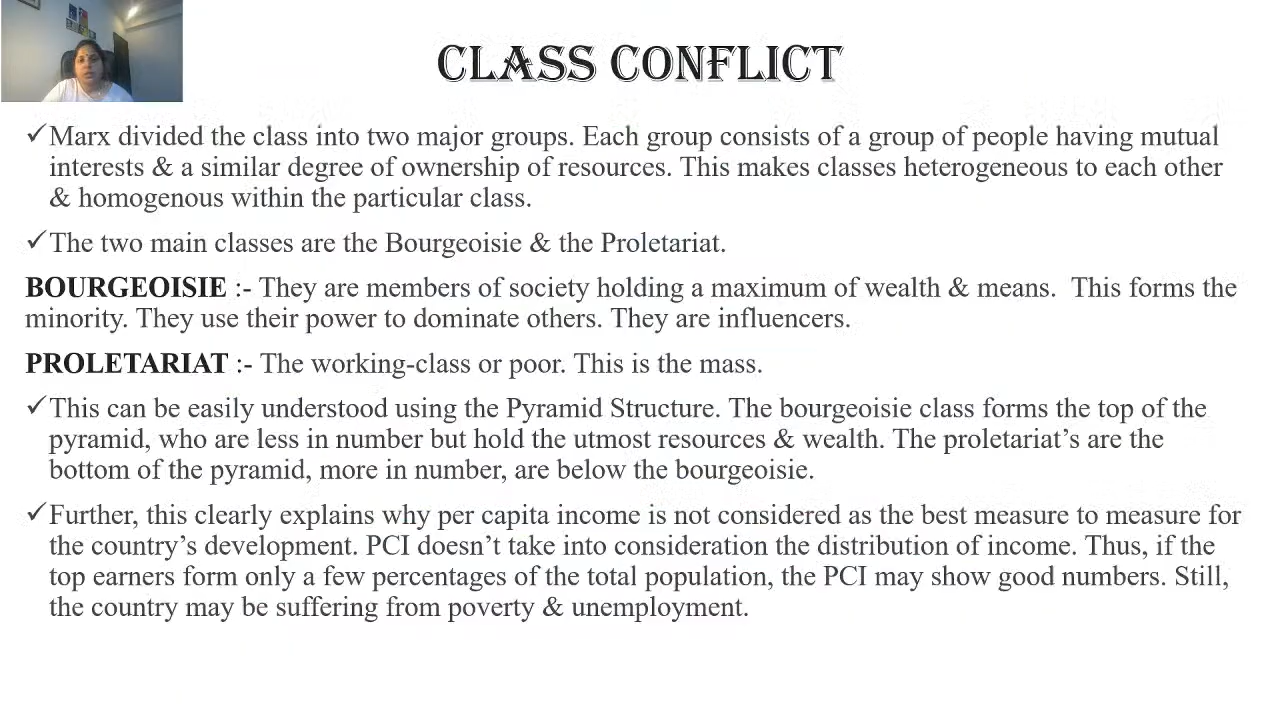 CLASS CONFLICT
✓Marx divided the class into two major groups. Each group consists of a group of people having mutual
interests & a similar degree of ownership of resources. This makes classes heterogeneous to each other
& homogenous within the particular class.
✓The two main classes are the Bourgeoisie & the Proletariat.
BOURGEOISIE :- They are members of society holding a maximum of wealth & means.  This forms the
minority. They use their power to dominate others. They are influencers.
PROLETARIAT :- The working-class or poor. This is the mass.
✓This can be easily understood using the Pyramid Structure. The bourgeoisie class forms the top of the
pyramid, who are less in number but hold the utmost resources & wealth. The proletariat’s are the
bottom of the pyramid, more in number, are below the bourgeoisie.
✓Further, this clearly explains why per capita income is not considered as the best measure to measure for
the country’s development. PCI doesn’t take into consideration the distribution of income. Thus, if the
top earners form only a few percentages of the total population, the PCI may show good numbers. Still,
the country may be suffering from poverty & unemployment.